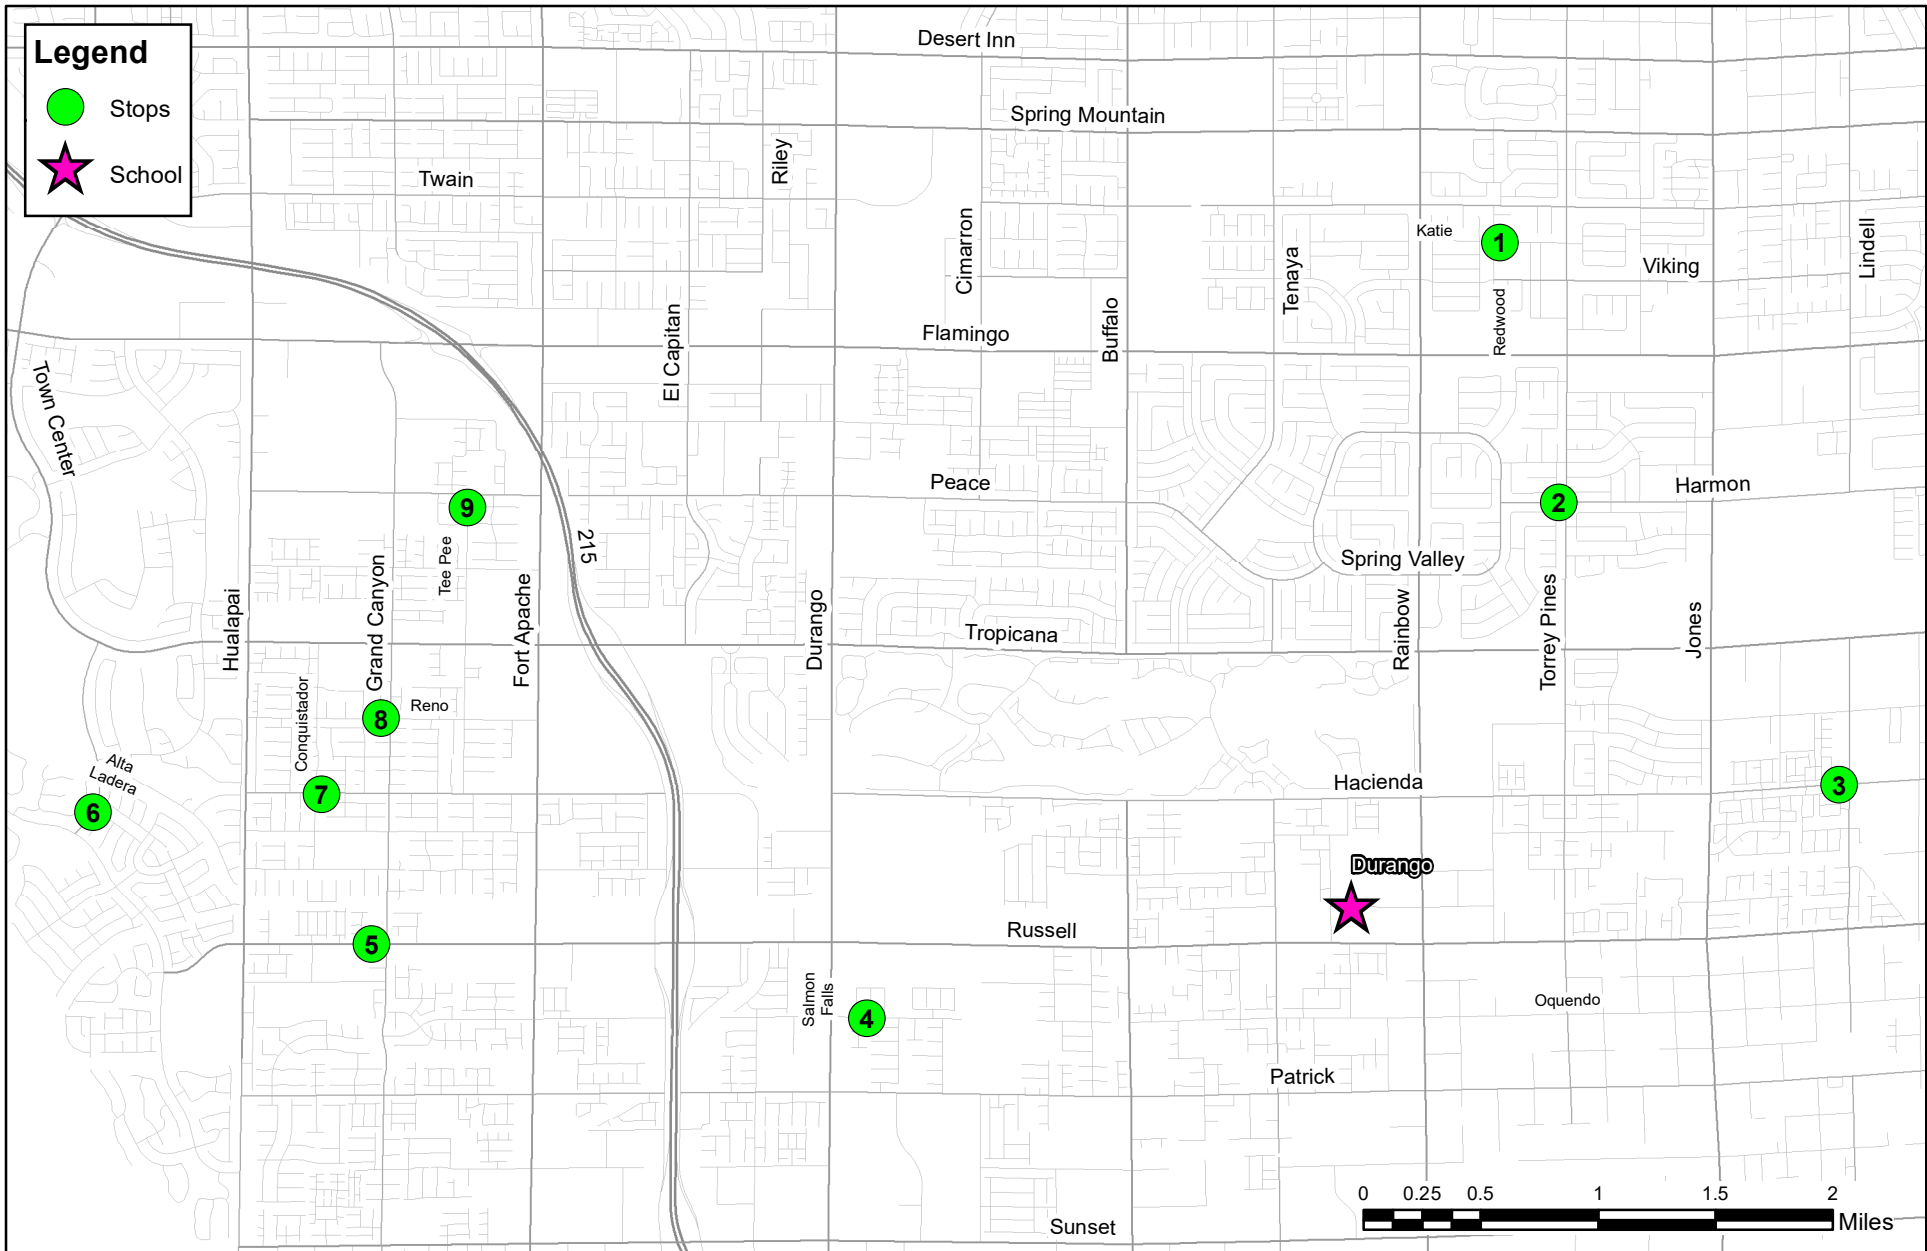 Legend
Stops
School
Desert Inn
Spring Mountain
Riley
Twain
Cimarron
Katie
1
Lindell
Tenaya
Viking
Buffalo
Redwood
El Capitan
Flamingo
Town Center
Peace
Harmon
2
9
215
Tee Pee
Spring Valley
Grand Canyon
Fort Apache
Hualapai
Durango
Rainbow
Torrey Pines
Jones
Tropicana
Conquistador
8
Reno
Alta
Ladera
7
6
Hacienda
3
Durango
5
Russell
Salmon
Falls
4
Oquendo
Patrick
0 0.25 0.5 1 1.5 2
Miles
Sunset